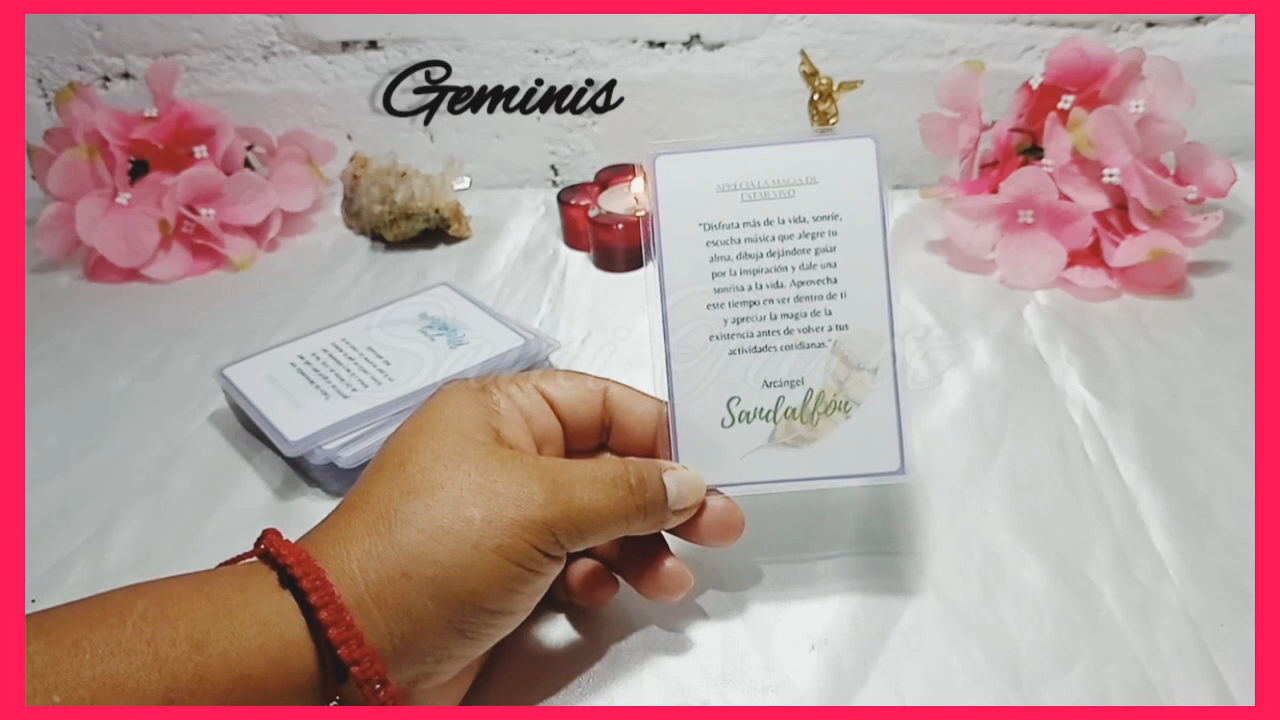 Geminis
APRECIA LA MAGIA DE
ESTAR VIVO
"Disfruta más de la vida, sonríe,
escucha música que alegre tu
alma, dibuja dejándote guiar
por la inspiración y dale una
sonrisa a la vida. Aprovecha
este tiempo en ver dentro de ti
y apreciar la magia de la
existencia antes de volver a tus
actividades cotidianas."
Arcángel
Sandalfón